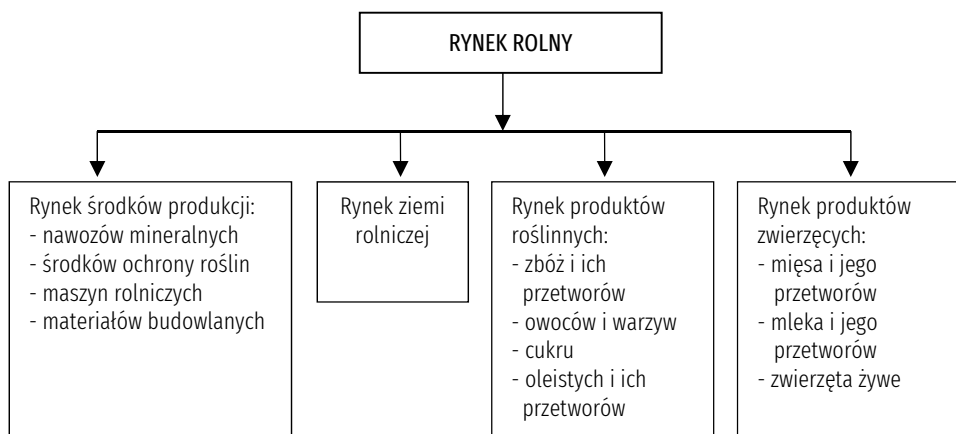 RYNEK ROLNY
Rynek środków produkcji:
- nawozów mineralnych
- środków ochrony roślin
- maszyn rolniczych
- materiałów budowlanych
Rynek ziemi
rolniczej
Rynek produktów
roślinnych:
- zbóż i ich
przetworów
- owoców i warzyw
- cukru
- oleistych i ich
przetworów
Rynek produktów
zwierzęcych:
- mięsa i jego
przetworów
- mleka i jego
przetworów
- zwierzęta żywe